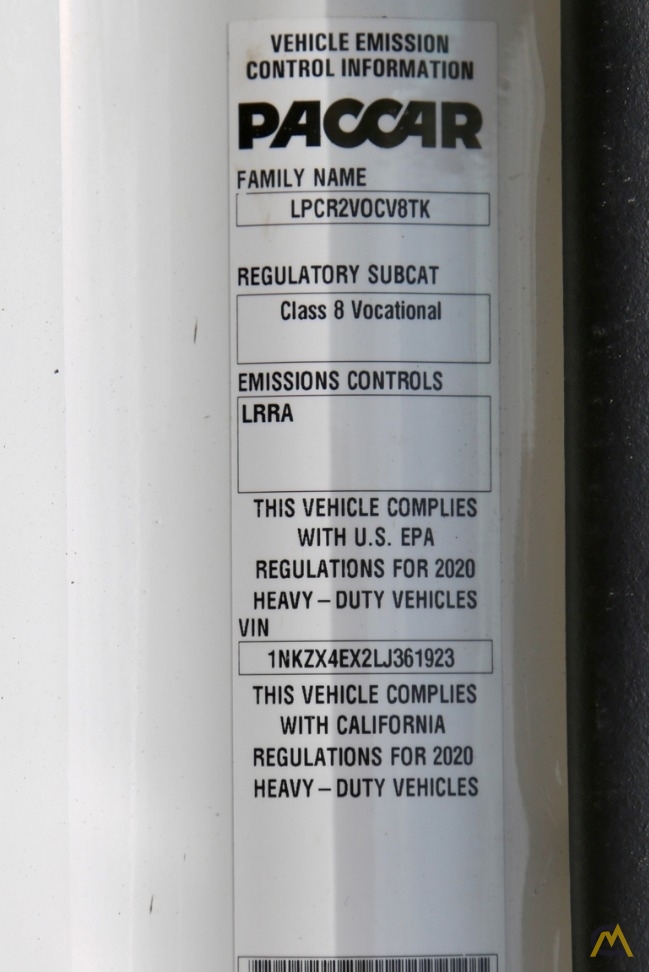 VEHICLE EMISSION
CONTROL INFORMATION
PACCAR
FAMILY NAME
LPCR2VOCV8TK
REGULATORY SUBCAT
Class 8 Vocational
EMISSIONS CONTROLS
LRRA
THIS VEHICLE COMPLIES
WITH U.S. EPA
REGULATIONS FOR 2020
HEAVY – DUTY VEHICLES
VIN
1NKZX4EX2LJ361923
THIS VEHICLE COMPLIES
WITH CALIFORNIA
REGULATIONS FOR 2020
HEAVY – DUTY VEHICLES